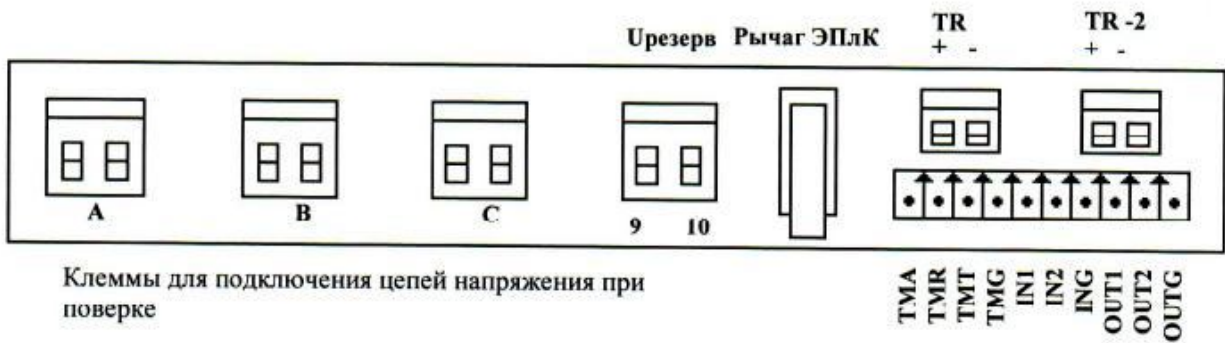 Uрезерв Рычаг ЭПлК TR TR -2
+ - + -
A B C
9 10
Клеммы для подключения цепей напряжения при
поверке
TMA
TMR
TMT
TMG
IN1
IN2
ING
OUT1
OUT2
OUTG